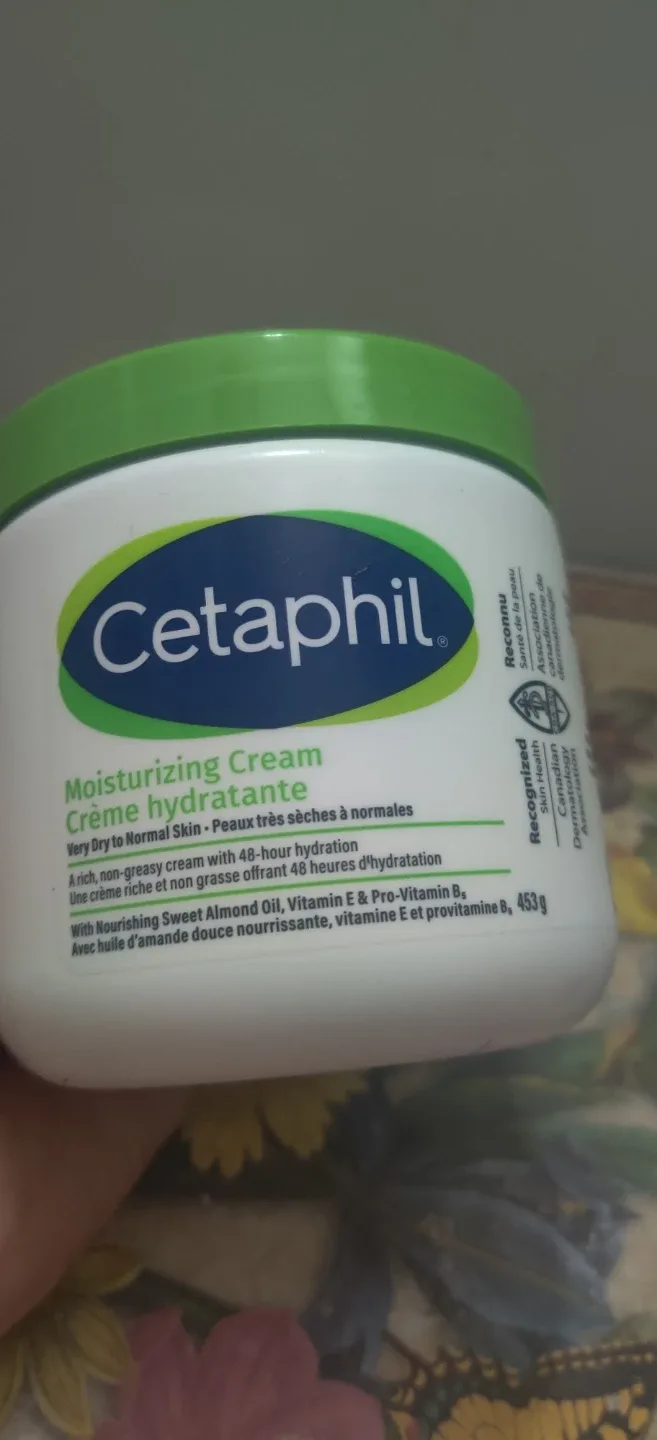 Cetaphil®
Moisturizing Cream
Crème hydratante
Very Dry to Normal Skin • Peaux très sèches à normales
A rich, non-greasy cream with 48-hour hydration
Une crème riche et non grasse offrant 48 heures d'hydratation
With Nourishing Sweet Almond Oil, Vitamin E & Pro-Vitamin B₅
Avec huile d'amande douce nourrissante, vitamine E et provitamine B₅ 453 g
Recognized
Skin Health
Canadian
Dermatology
Association
Reconnu
Santé de la peau
Association
canadienne de
dermatologie